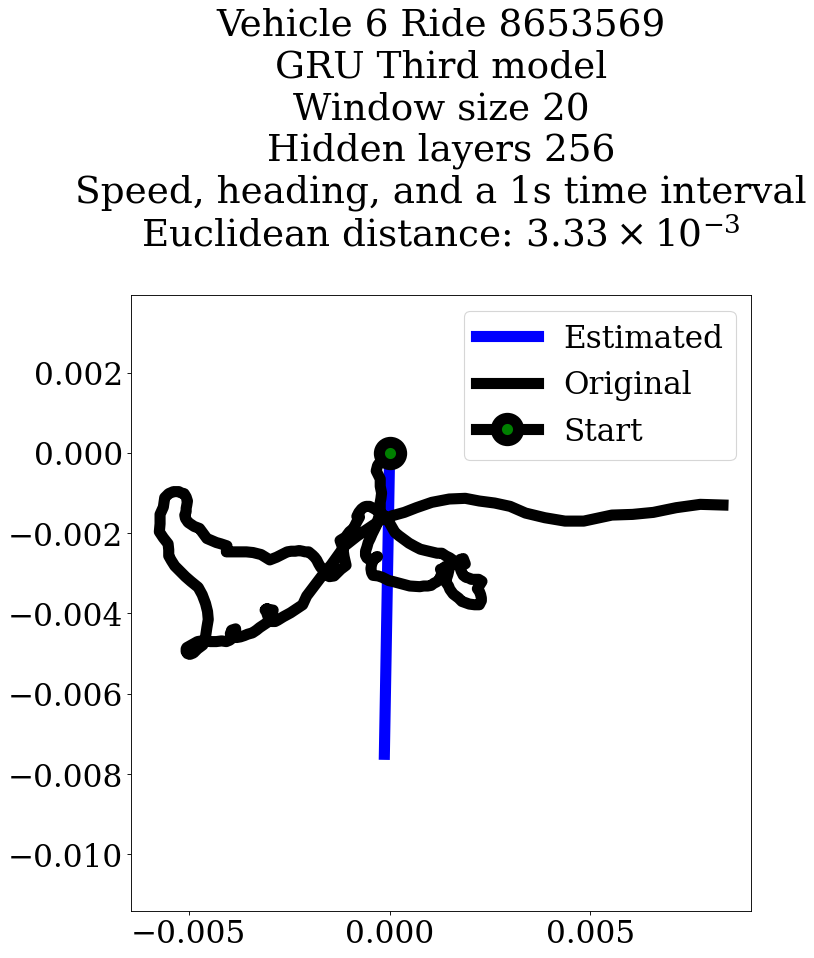 Vehicle 6 Ride 8653569
GRU Third model
Window size 20
Hidden layers 256
Speed, heading, and a 1s time interval
Euclidean distance: 3.33 × 10⁻³
Estimated
Original
Start
0.002
0.000
−0.002
−0.004
−0.006
−0.008
−0.010
−0.005 0.000 0.005